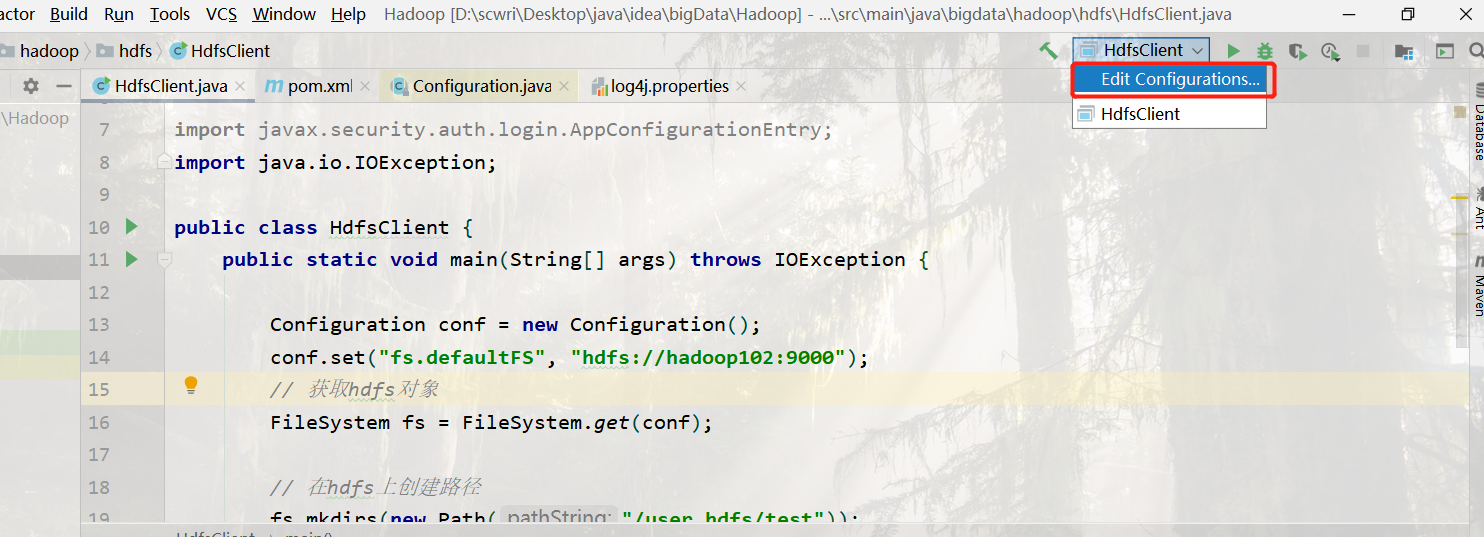 actor Build Run Tools VCS Window Help Hadoop [D:\scwri\Desktop\java\idea\bigData\Hadoop] - ...\src\main\java\bigdata\hadoop\hdfs\HdfsClient.java
hadoop hdfs HdfsClient HdfsClient
Edit Configurations...
HdfsClient
HdfsClient.java pom.xml Configuration.java log4j.properties
\Hadoop
7 import javax.security.auth.login.AppConfigurationEntry;
8 import java.io.IOException;
9
10 public class HdfsClient {
11 public static void main(String[] args) throws IOException {
12
13 Configuration conf = new Configuration();
14 conf.set("fs.defaultFS", "hdfs://hadoop102:9000");
15 // 获取hdfs对象
16 FileSystem fs = FileSystem.get(conf);
17
18 // 在hdfs上创建路径
19 fs.mkdirs(new Path( pathString: "/user/hdfs/test"));
HdfsClient > main()
Database
Ant
Maven